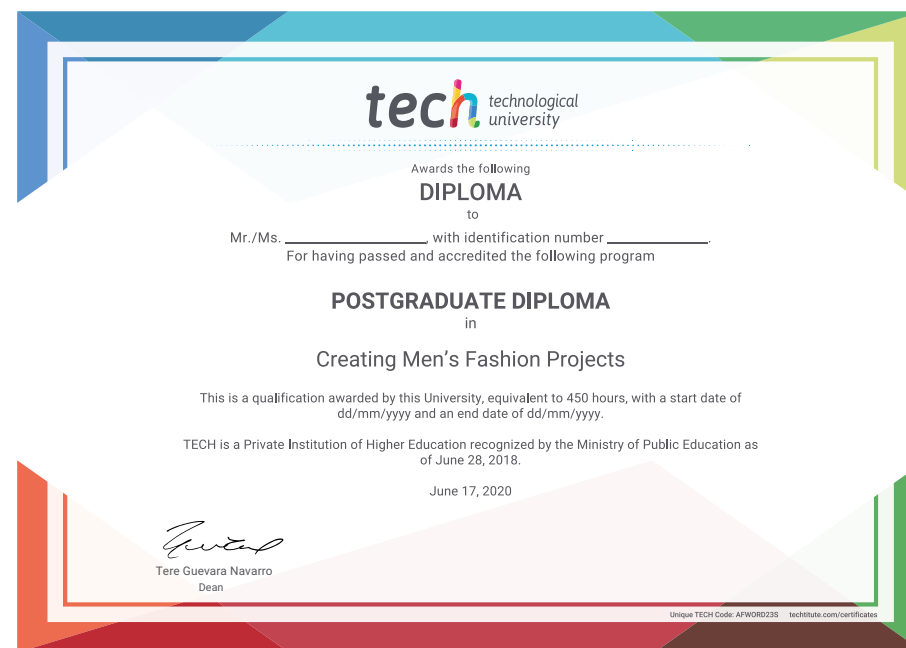 tech technological
university
Awards the following
DIPLOMA
to
Mr./Ms. ____________________, with identification number ______________.
For having passed and accredited the following program
POSTGRADUATE DIPLOMA
in
Creating Men's Fashion Projects
This is a qualification awarded by this University, equivalent to 450 hours, with a start date of
dd/mm/yyyy and an end date of dd/mm/yyyy.
TECH is a Private Institution of Higher Education recognized by the Ministry of Public Education as
of June 28, 2018.
June 17, 2020
Tere Guevara Navarro
Dean
Unique TECH Code: AFWORD23S techtitute.com/certificates